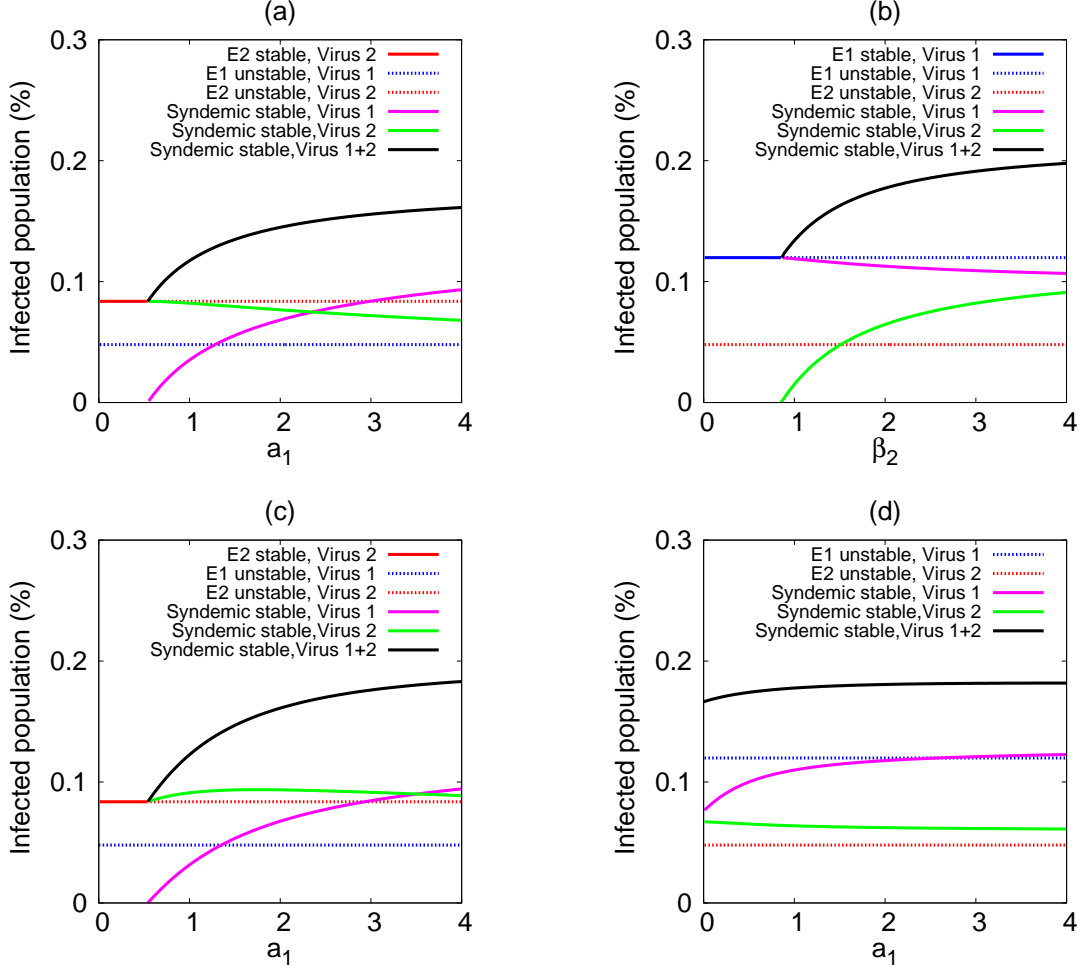 (a)
Infected population (%)
0.3
0.2
0.1
0
E2 stable, Virus 2
E1 unstable, Virus 1
E2 unstable, Virus 2
Syndemic stable, Virus 1
Syndemic stable,Virus 2
Syndemic stable,Virus 1+2
0 1 2 3 4
a1
(b)
Infected population (%)
0.3
0.2
0.1
0
E1 stable, Virus 1
E1 unstable, Virus 1
E2 unstable, Virus 2
Syndemic stable, Virus 1
Syndemic stable,Virus 2
Syndemic stable,Virus 1+2
0 1 2 3 4
β2
(c)
Infected population (%)
0.3
0.2
0.1
0
E2 stable, Virus 2
E1 unstable, Virus 1
E2 unstable, Virus 2
Syndemic stable, Virus 1
Syndemic stable,Virus 2
Syndemic stable,Virus 1+2
0 1 2 3 4
a1
(d)
Infected population (%)
0.3
0.2
0.1
0
E1 unstable, Virus 1
E2 unstable, Virus 2
Syndemic stable, Virus 1
Syndemic stable,Virus 2
Syndemic stable,Virus 1+2
0 1 2 3 4
a1